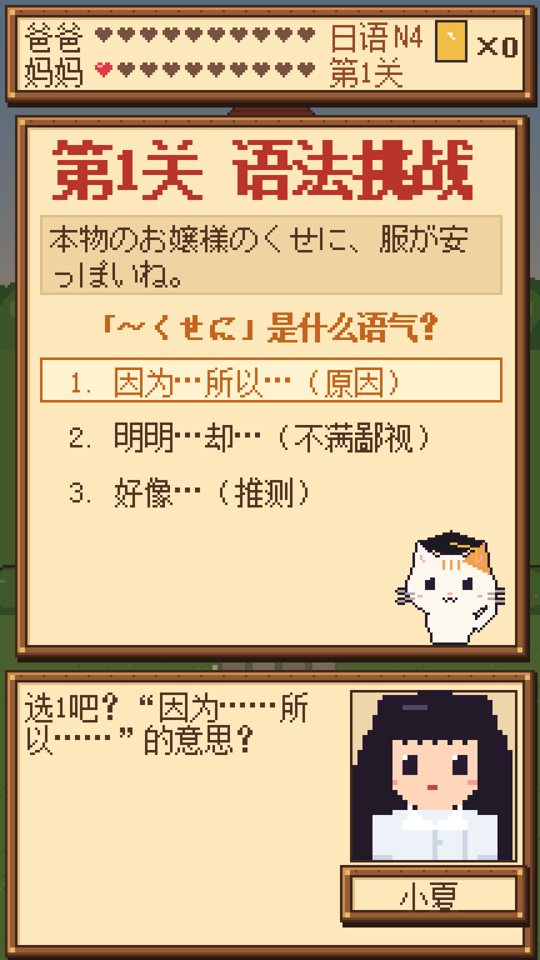 爸爸
妈妈
日语N4
第1关
×0
第1关 语法挑战
本物のお嬢様のくせに、服が安
っぽいね。
「～くせに」是什么语气？
1. 因为…所以…（原因）
2. 明明…却…（不满鄙视）
3. 好像…（推测）
选1吧？“因为……所
以……”的意思？
小夏